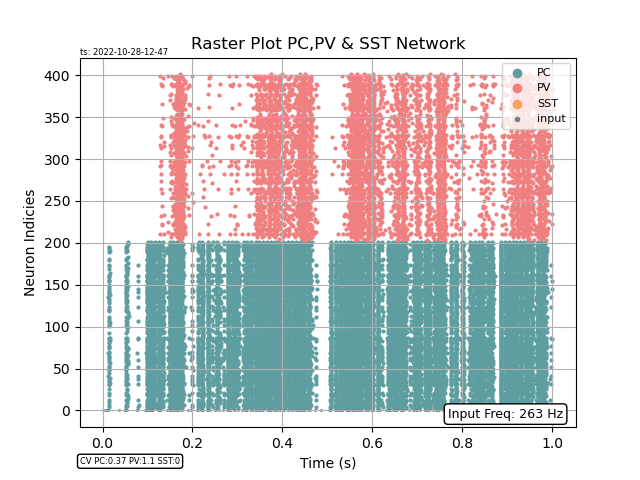 ts: 2022-10-28-12-47
Raster Plot PC,PV & SST Network
PC
PV
SST
input
Neuron Indicies
400
350
300
250
200
150
100
50
0
Input Freq: 263 Hz
0.0 0.2 0.4 0.6 0.8 1.0
Time (s)
CV PC:0.37 PV:1.1 SST:0